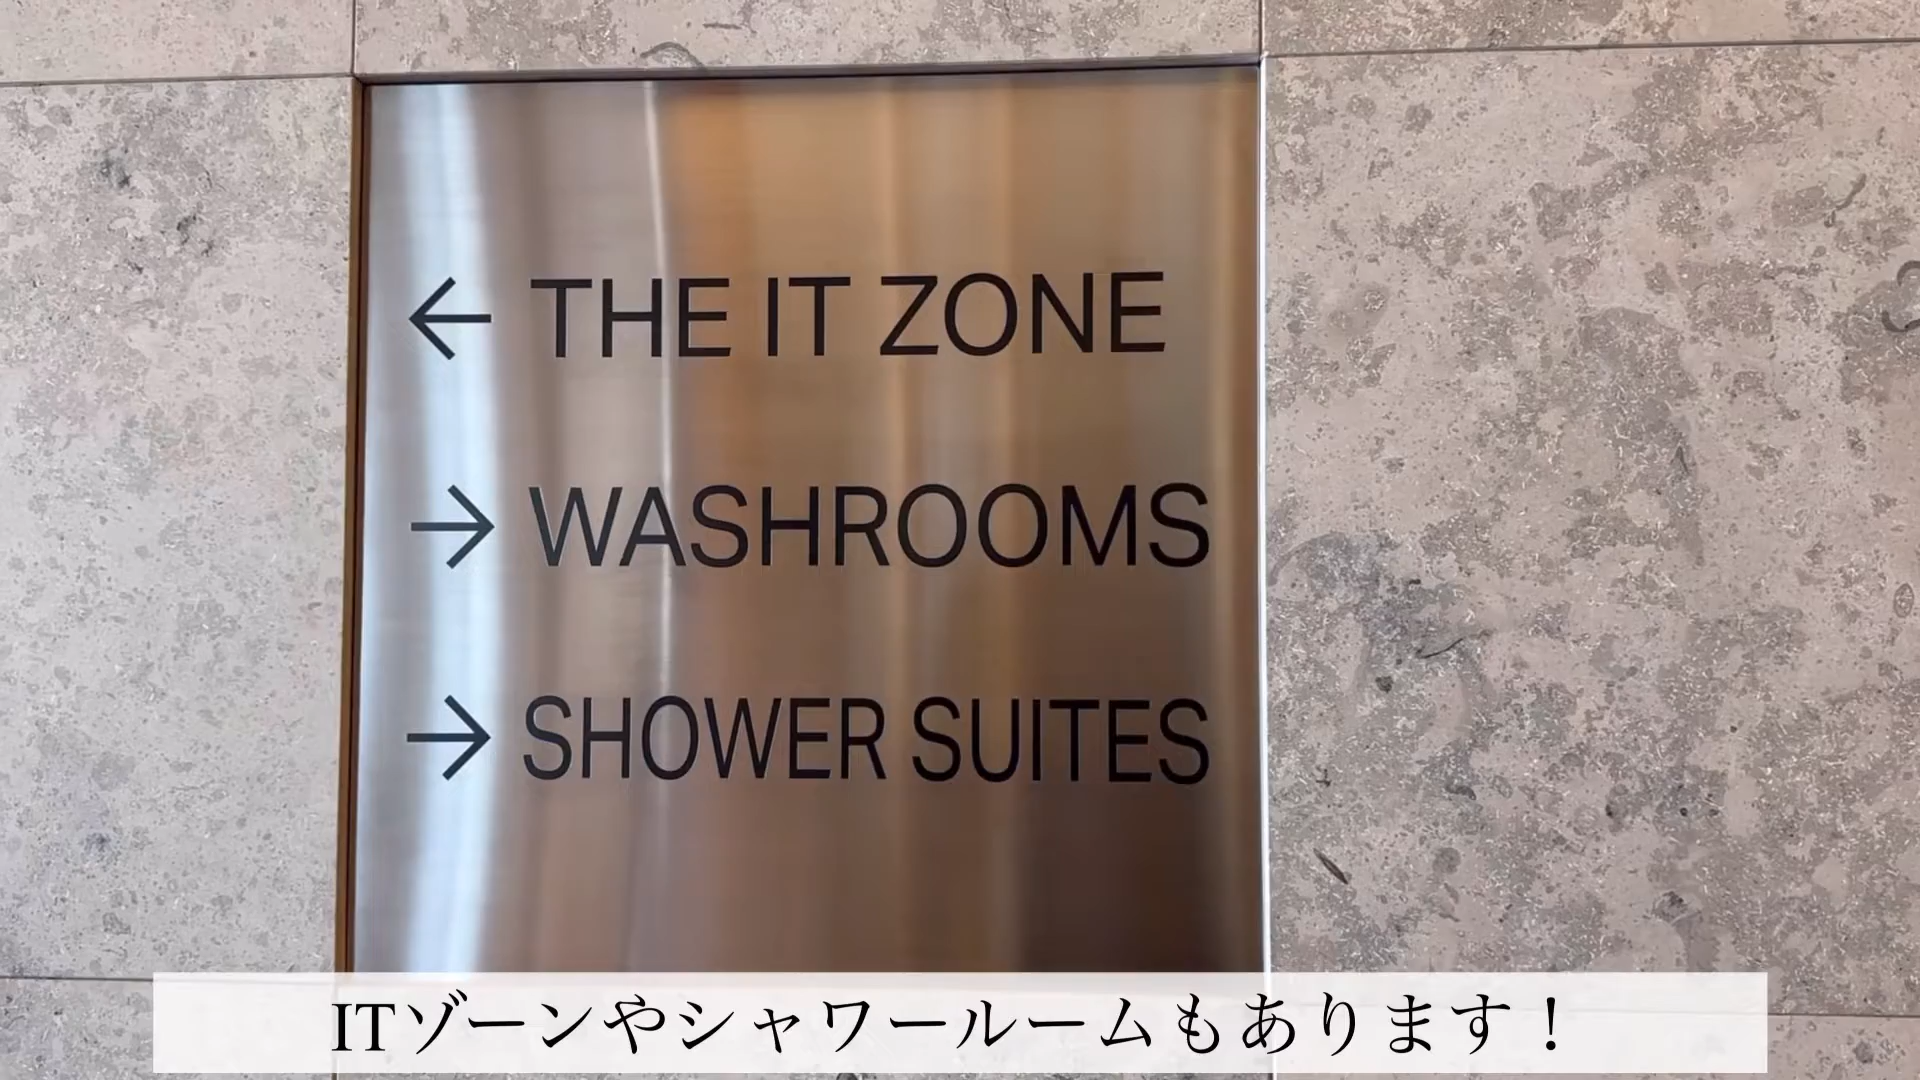 ← THE IT ZONE
→ WASHROOMS
→ SHOWER SUITES
ITゾーンやシャワールームもあります！